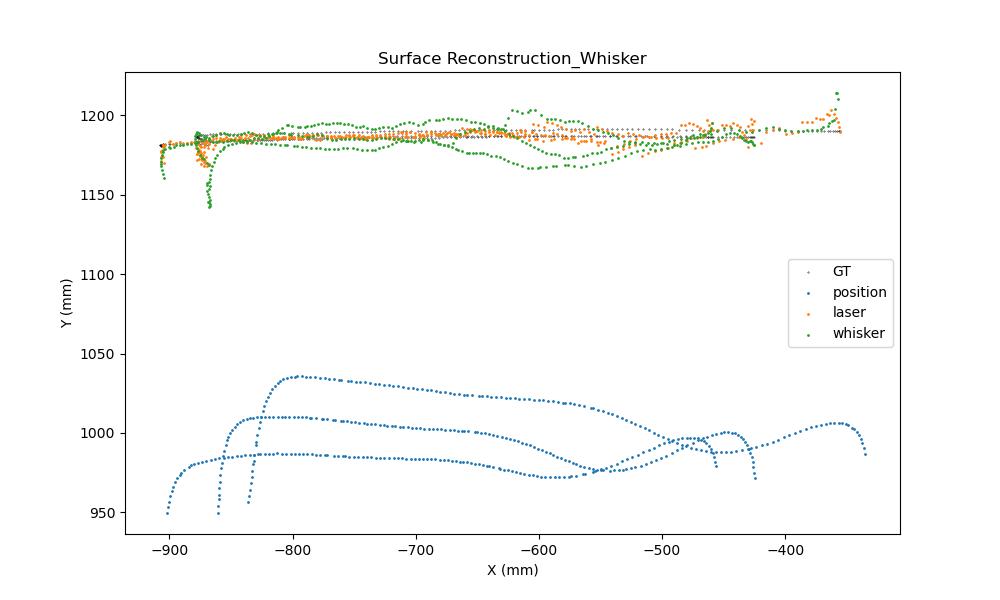 Surface Reconstruction_Whisker
1200
1150
1100
1050
1000
950
Y (mm)
GT
position
laser
whisker
−900
−800
−700
−600
−500
−400
X (mm)